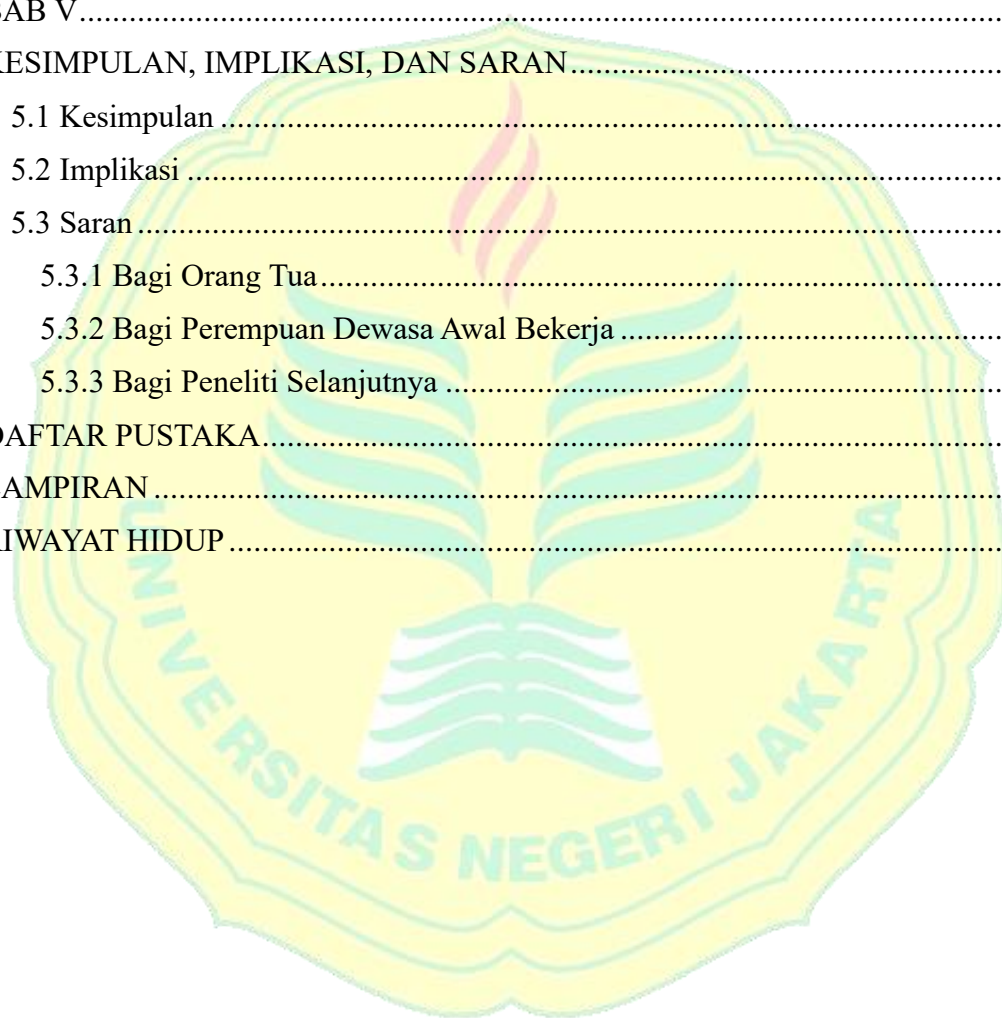 BAB V..........................................................................................................................
KESIMPULAN, IMPLIKASI, DAN SARAN.........................................................
5.1 Kesimpulan ........................................................................................................
5.2 Implikasi .............................................................................................................
5.3 Saran ...................................................................................................................
5.3.1 Bagi Orang Tua ...........................................................................................
5.3.2 Bagi Perempuan Dewasa Awal Bekerja ..................................................
5.3.3 Bagi Peneliti Selanjutnya ...........................................................................
DAFTAR PUSTAKA.................................................................................................
LAMPIRAN ................................................................................................................
RIWAYAT HIDUP ....................................................................................................
UNIVERSITAS NEGERI JAKARTA